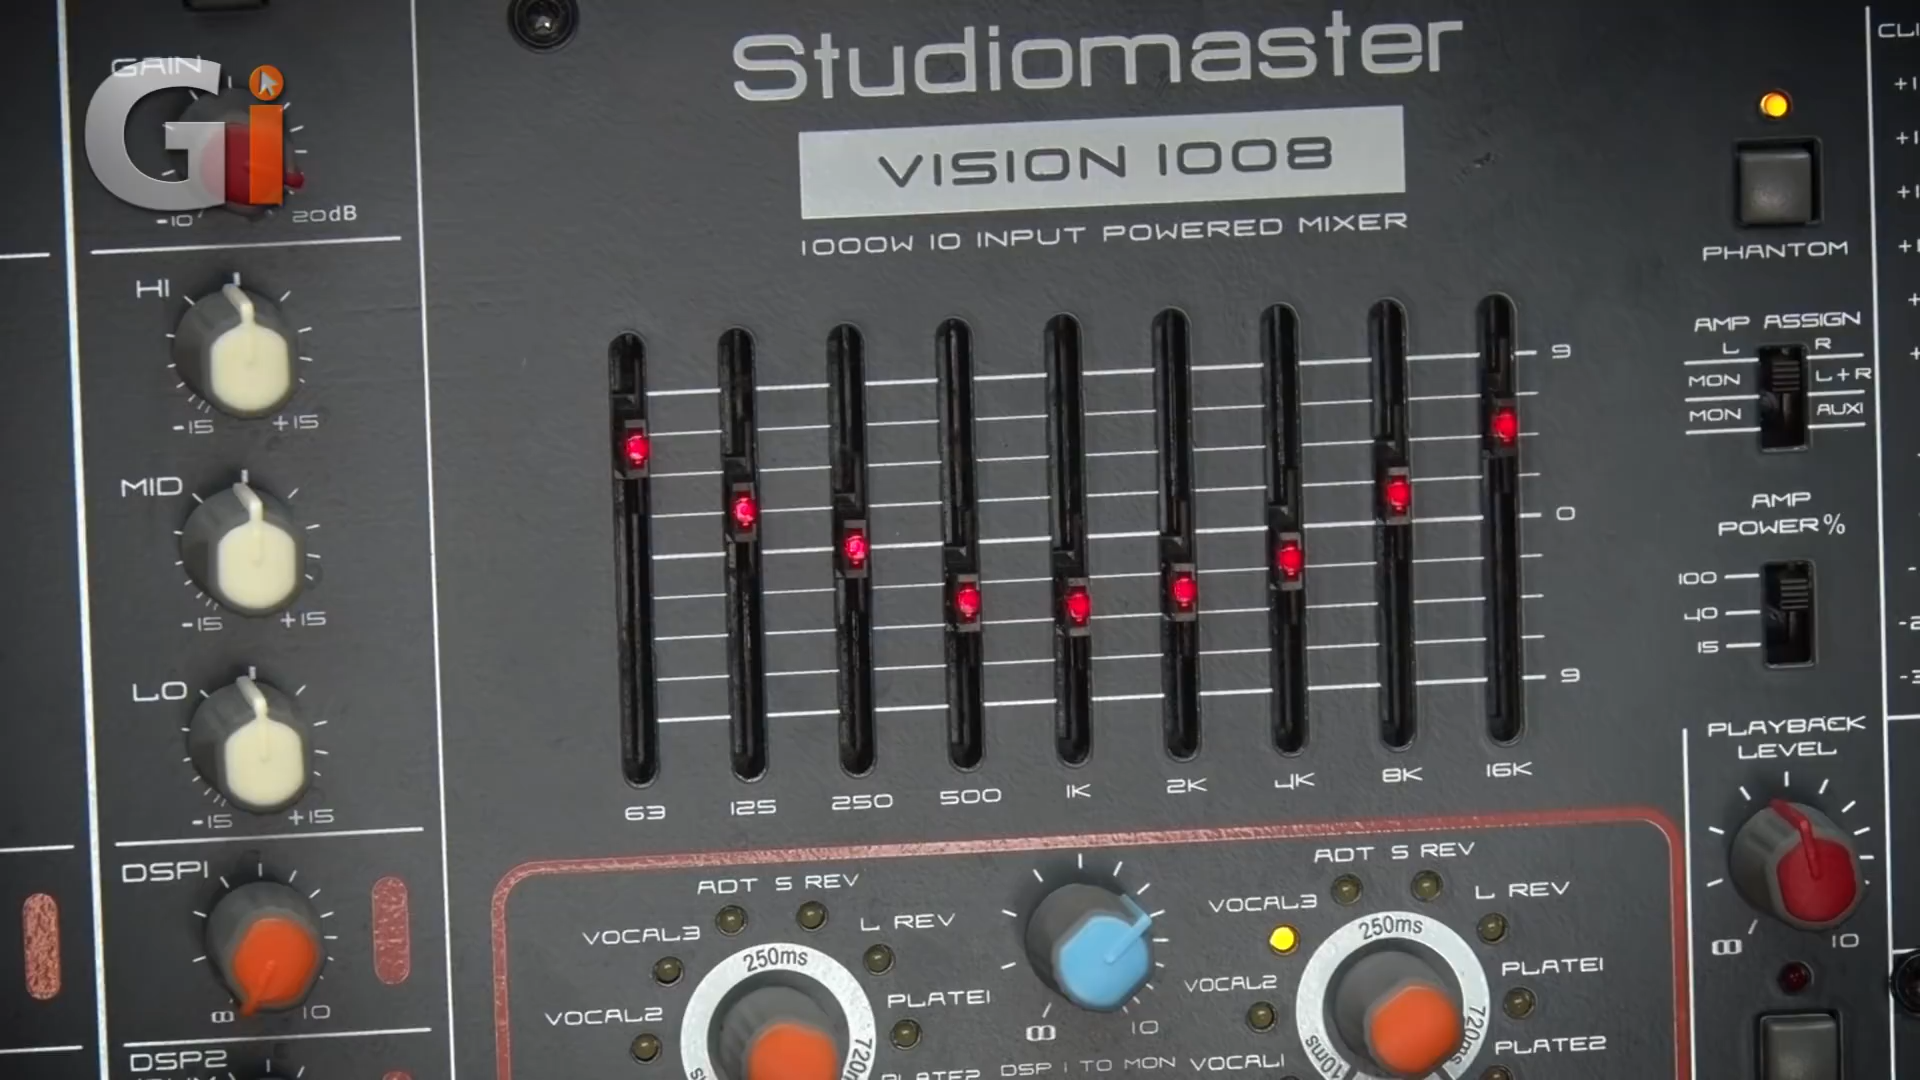 Gi
GAIN
-10 20dB
HI
-15 +15
MID
-15 +15
LO
-15 +15
DSP1
∞ 10
DSP2
Studiomaster
VISION 1008
1000W 10 INPUT POWERED MIXER
9
0
9
63 125 250 500 1K 2K 4K 8K 16K
ADT S REV
VOCAL3 L REV
250ms
VOCAL2 PLATE1
720ms
PLATE2
∞ 10
DSP 1 TO MON
ADT S REV
VOCAL3 L REV
250ms
VOCAL2 PLATE1
10ms 720ms
VOCAL1 PLATE2
PHANTOM
AMP ASSIGN
L R
MON L+R
MON AUX1
AMP
POWER%
100
40
15
PLAYBACK
LEVEL
∞ 10